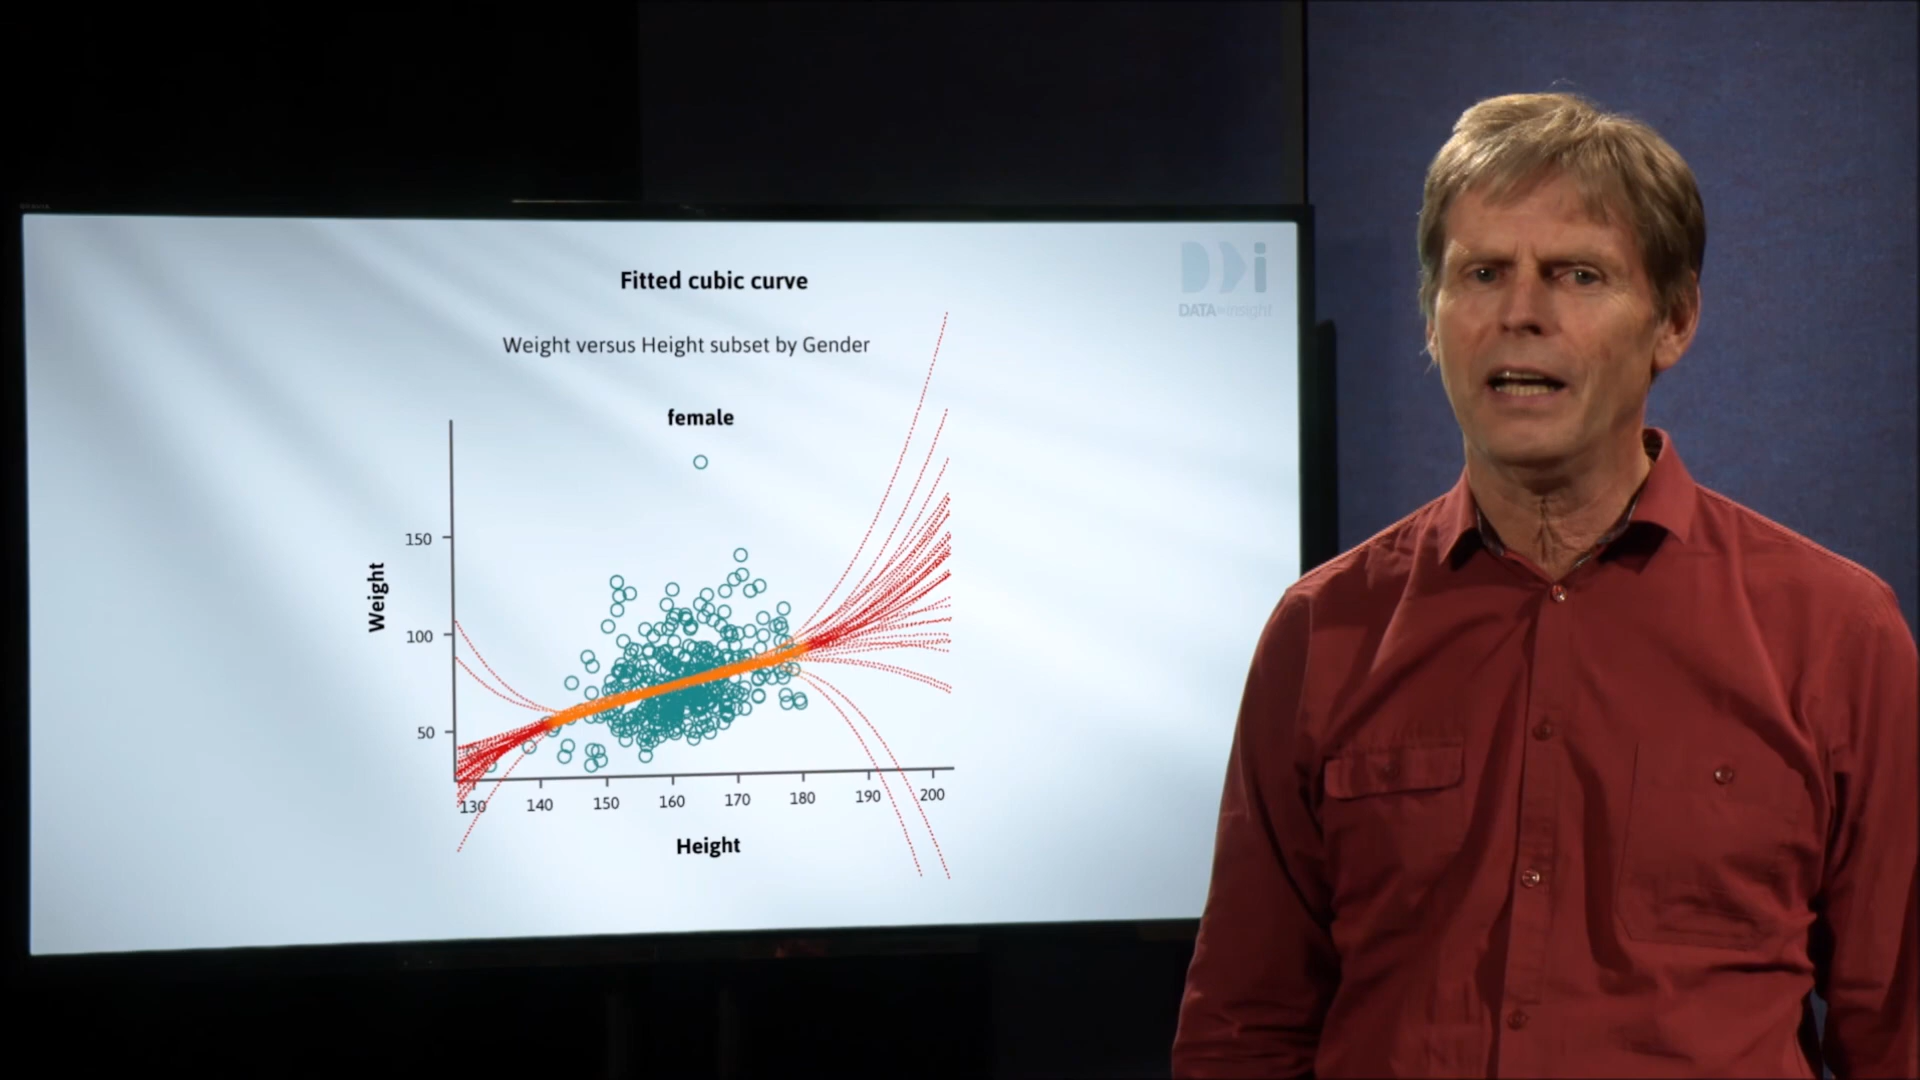 Fitted cubic curve
DATA to Insight
Weight versus Height subset by Gender
female
150
100
50
Weight
130 140 150 160 170 180 190 200
Height